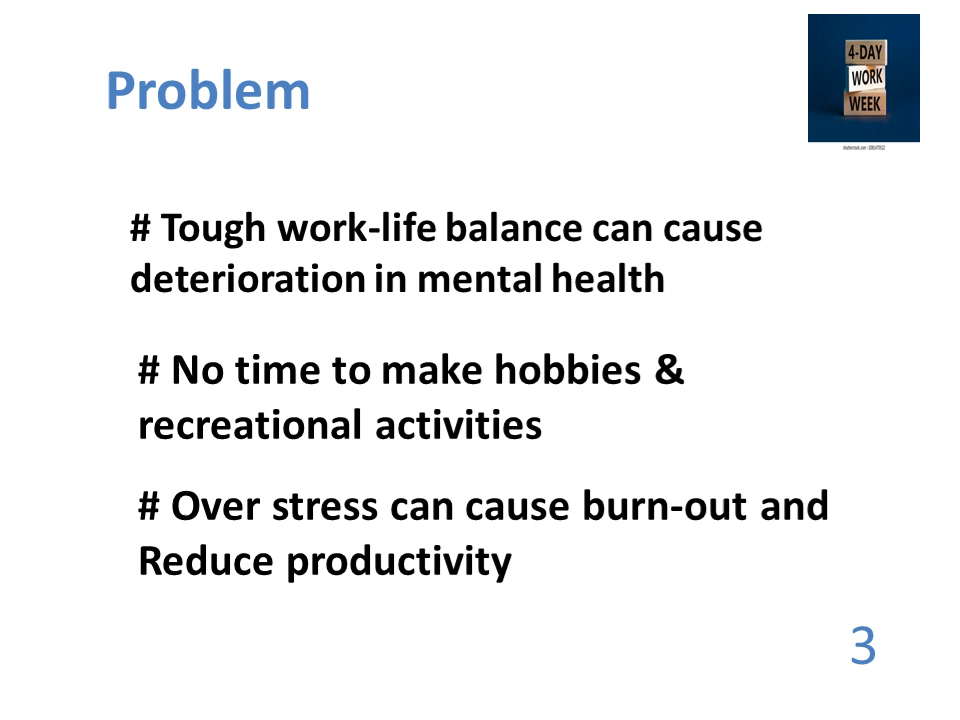 Problem
4-DAY
WORK
WEEK
# Tough work-life balance can cause
deterioration in mental health
# No time to make hobbies &
recreational activities
# Over stress can cause burn-out and
Reduce productivity
3